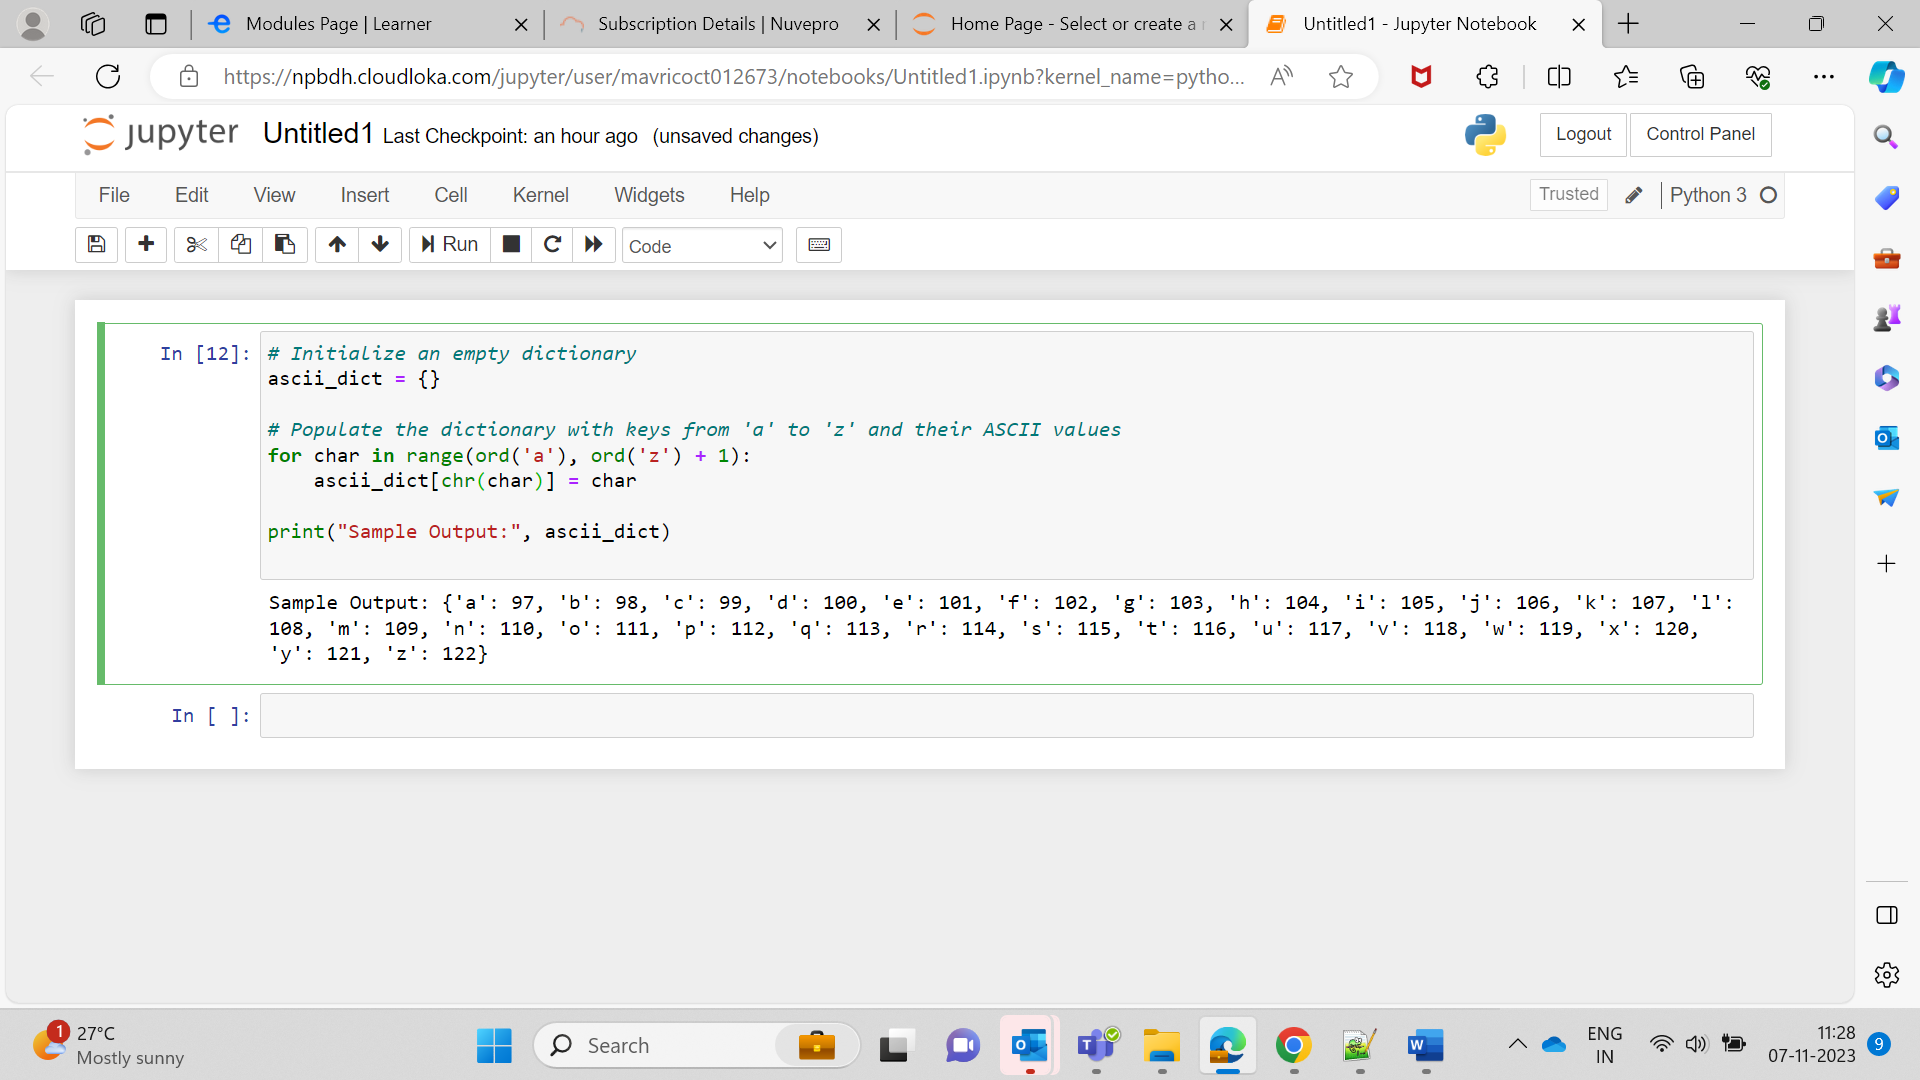 Modules Page | Learner
Subscription Details | Nuvepro
Home Page - Select or create a
Untitled1 - Jupyter Notebook
https://npbdh.cloudloka.com/jupyter/user/mavricoct012673/notebooks/Untitled1.ipynb?kernel_name=pytho...
jupyter Untitled1 Last Checkpoint: an hour ago (unsaved changes)
Logout Control Panel
File Edit View Insert Cell Kernel Widgets Help
Trusted Python 3
Run Code
In [12]: # Initialize an empty dictionary
ascii_dict = {}
# Populate the dictionary with keys from 'a' to 'z' and their ASCII values
for char in range(ord('a'), ord('z') + 1):
    ascii_dict[chr(char)] = char
print("Sample Output:", ascii_dict)
Sample Output: {'a': 97, 'b': 98, 'c': 99, 'd': 100, 'e': 101, 'f': 102, 'g': 103, 'h': 104, 'i': 105, 'j': 106, 'k': 107, 'l':
108, 'm': 109, 'n': 110, 'o': 111, 'p': 112, 'q': 113, 'r': 114, 's': 115, 't': 116, 'u': 117, 'v': 118, 'w': 119, 'x': 120,
'y': 121, 'z': 122}
In [ ]:
1
27°C
Mostly sunny
Search
ENG
IN
11:28
07-11-2023
9